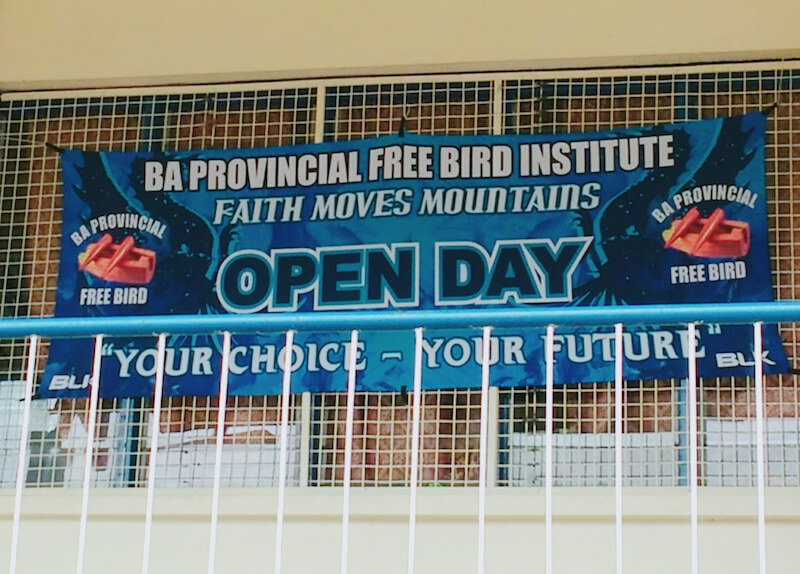 BA PROVINCIAL FREE BIRD INSTITUTE
FAITH MOVES MOUNTAINS
BA PROVINCIAL
FREE BIRD
OPEN DAY
BA PROVINCIAL
FREE BIRD
"YOUR CHOICE – YOUR FUTURE"
BLK
BLK